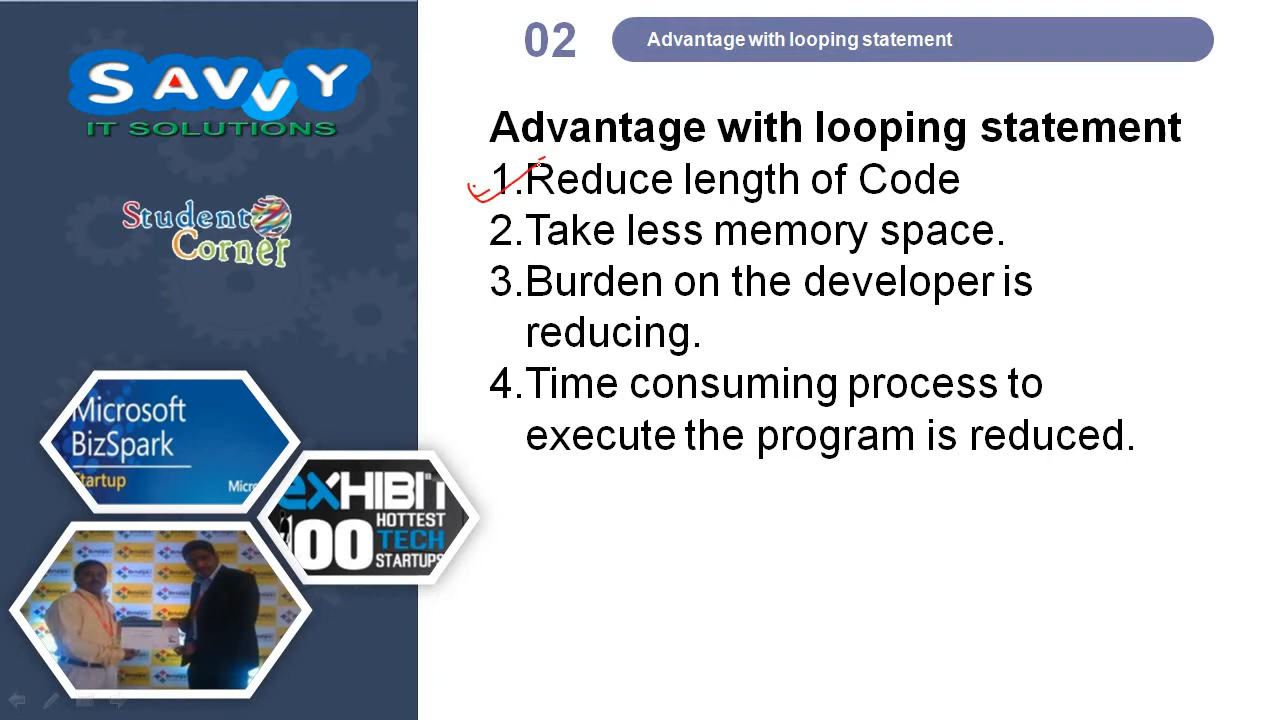 SAVVY
IT SOLUTIONS
Student
Corner
Microsoft
BizSpark
Startup
Micr
EXHIBIT
100
HOTTEST
TECH
STARTUPS
02
Advantage with looping statement
Advantage with looping statement
1.Reduce length of Code
2.Take less memory space.
3.Burden on the developer is
reducing.
4.Time consuming process to
execute the program is reduced.